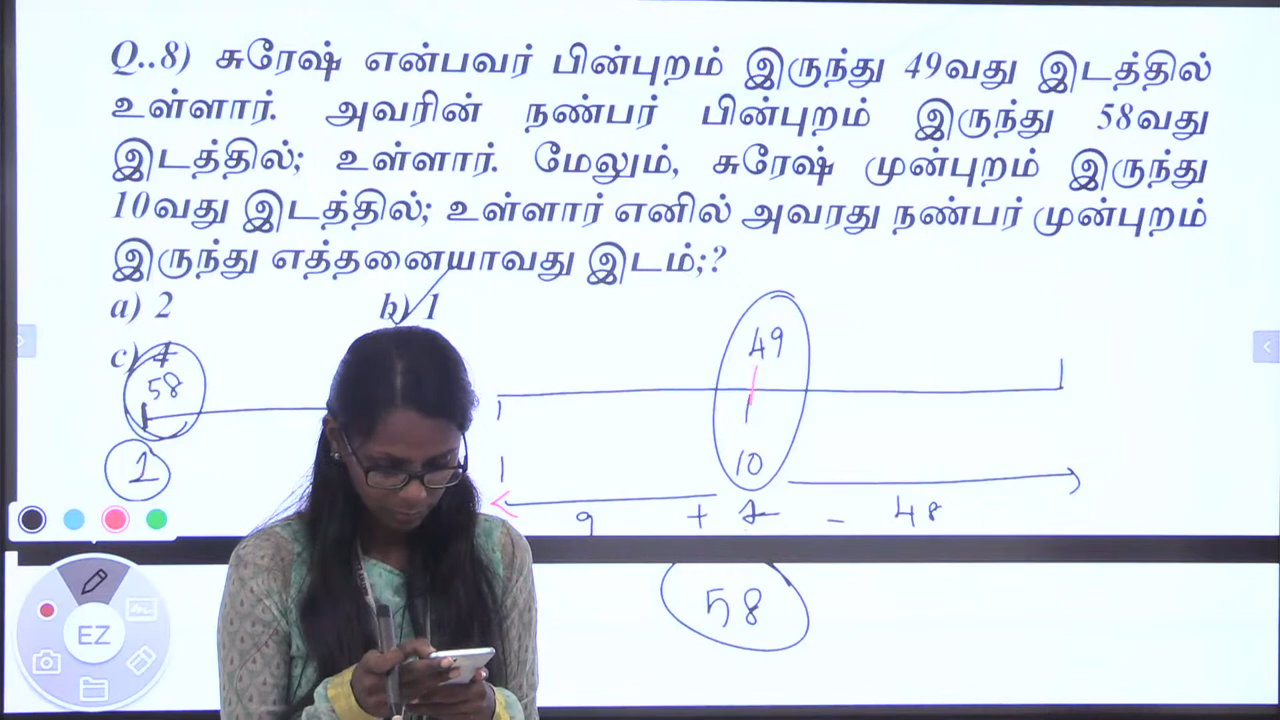 Q..8) சுரேஷ் என்பவர் பின்புறம் இருந்து 49வது இடத்தில்
உள்ளார். அவரின் நண்பர் பின்புறம் இருந்து 58வது
இடத்தில்; உள்ளார். மேலும், சுரேஷ் முன்புறம் இருந்து
10வது இடத்தில்; உள்ளார் எனில் அவரது நண்பர் முன்புறம்
இருந்து எத்தனையாவது இடம்;?
a) 2 b) 1
c) 4
58
49
1
10
9 + 1 - 48
58
EZ